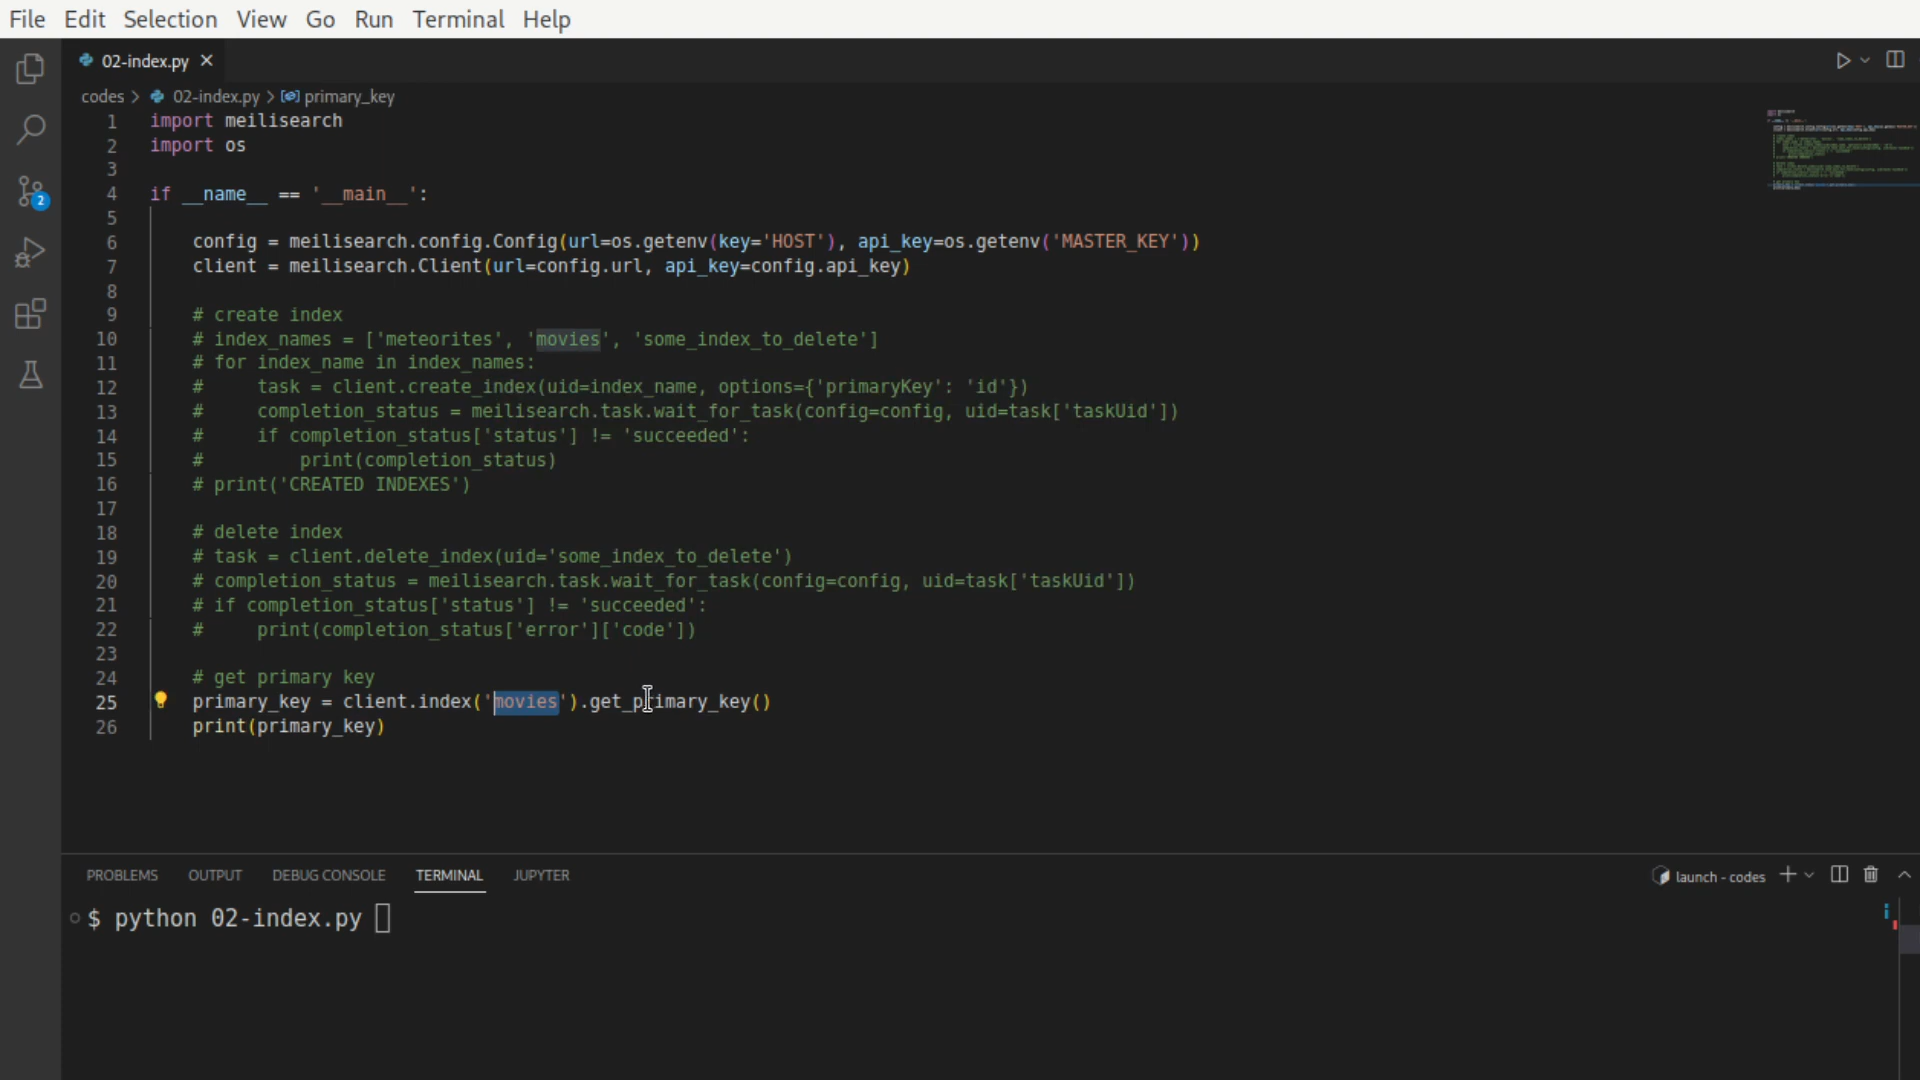 File Edit Selection View Go Run Terminal Help
02-index.py
codes > 02-index.py > primary_key
1 import meilisearch
2 import os
3
4 if __name__ == '__main__':
5
6 config = meilisearch.config.Config(url=os.getenv(key='HOST'), api_key=os.getenv('MASTER_KEY'))
7 client = meilisearch.Client(url=config.url, api_key=config.api_key)
8
9 # create index
10 # index_names = ['meteorites', 'movies', 'some_index_to_delete']
11 # for index_name in index_names:
12 #     task = client.create_index(uid=index_name, options={'primaryKey': 'id'})
13 #     completion_status = meilisearch.task.wait_for_task(config=config, uid=task['taskUid'])
14 #     if completion_status['status'] != 'succeeded':
15 #         print(completion_status)
16 # print('CREATED INDEXES')
17
18 # delete index
19 # task = client.delete_index(uid='some_index_to_delete')
20 # completion_status = meilisearch.task.wait_for_task(config=config, uid=task['taskUid'])
21 # if completion_status['status'] != 'succeeded':
22 #     print(completion_status['error']['code'])
23
24 # get primary key
25 primary_key = client.index('movies').get_primary_key()
26 print(primary_key)
2
PROBLEMS OUTPUT DEBUG CONSOLE TERMINAL JUPYTER
launch - codes
$ python 02-index.py